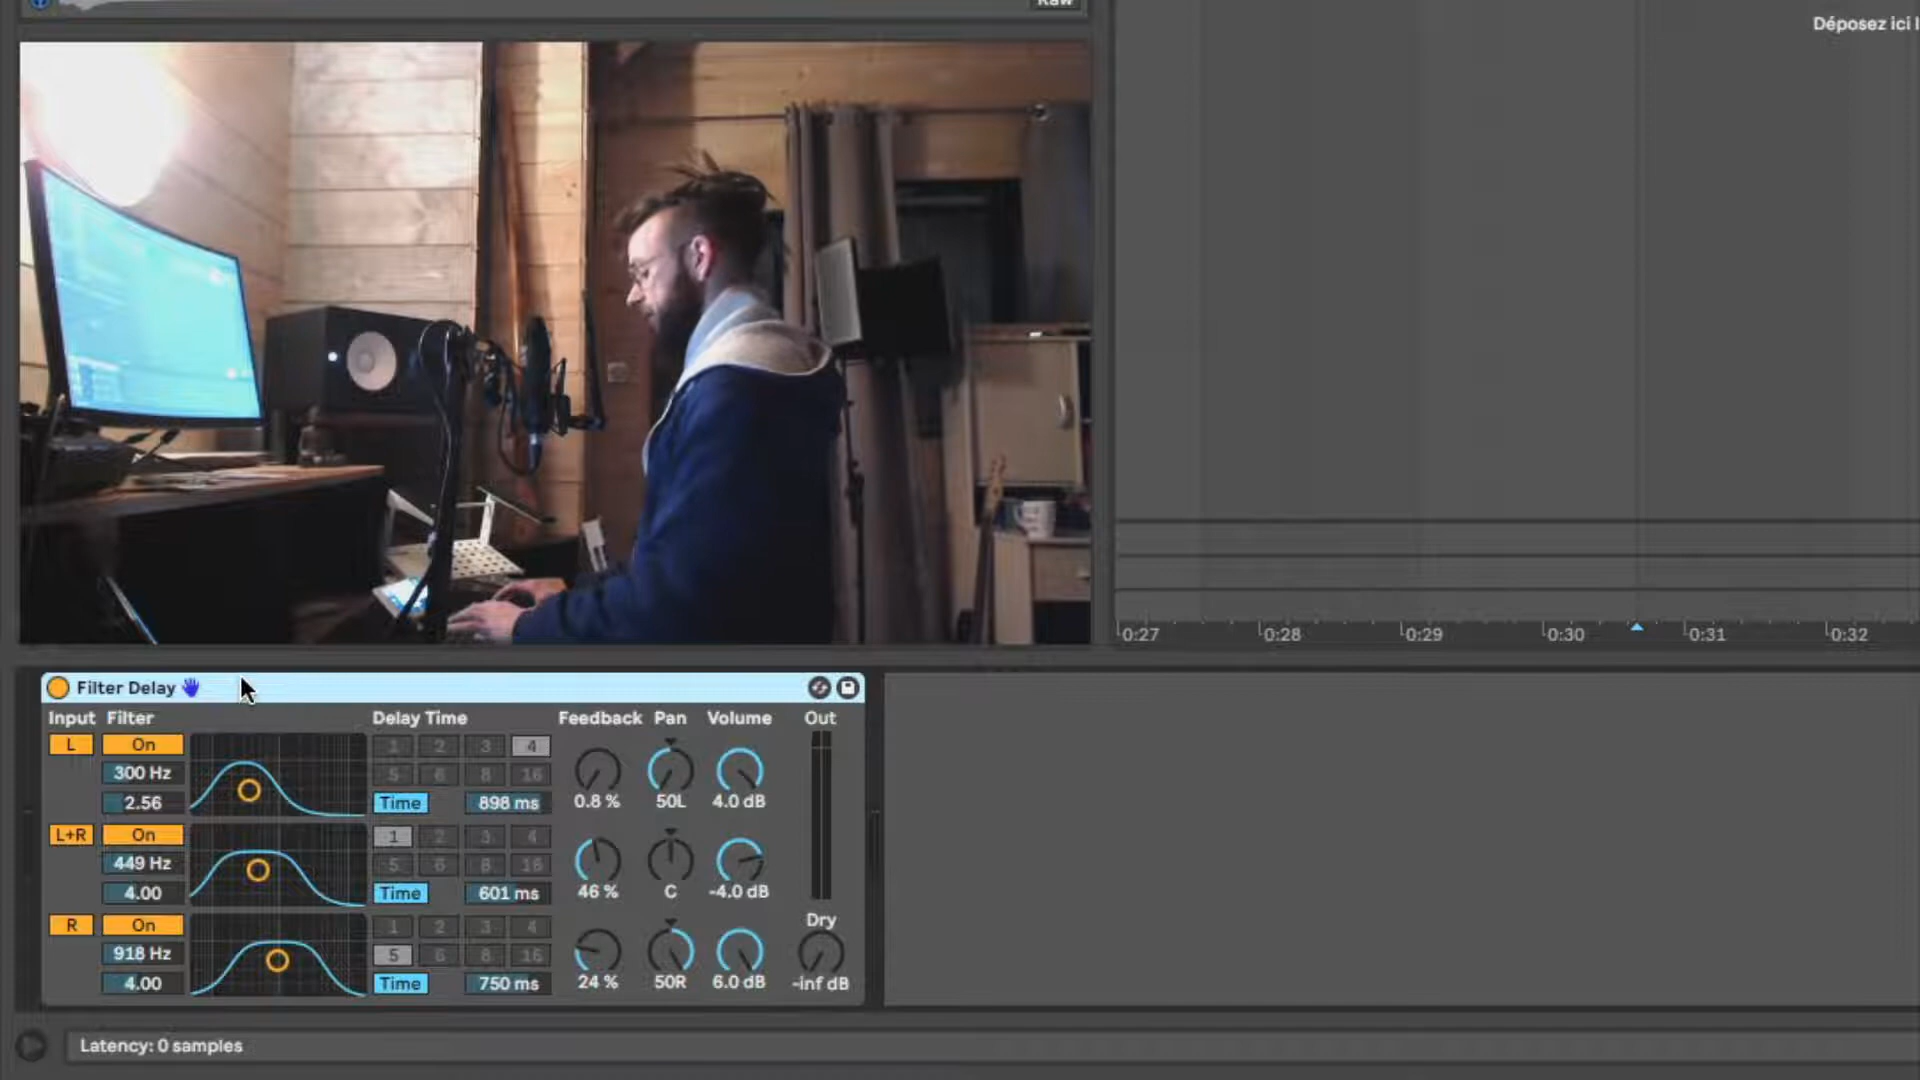 Raw
Déposez ici
0:27 0:28 0:29 0:30 0:31 0:32
Filter Delay
Input Filter Delay Time Feedback Pan Volume Out
L On 1 2 3 4
300 Hz 5 6 8 16
2.56 Time 898 ms 0.8 % 50L 4.0 dB
L+R On 1 2 3 4
449 Hz 5 6 8 16
4.00 Time 601 ms 46 % C -4.0 dB
R On 1 2 3 4 Dry
918 Hz 5 6 8 16
4.00 Time 750 ms 24 % 50R 6.0 dB -inf dB
Latency: 0 samples